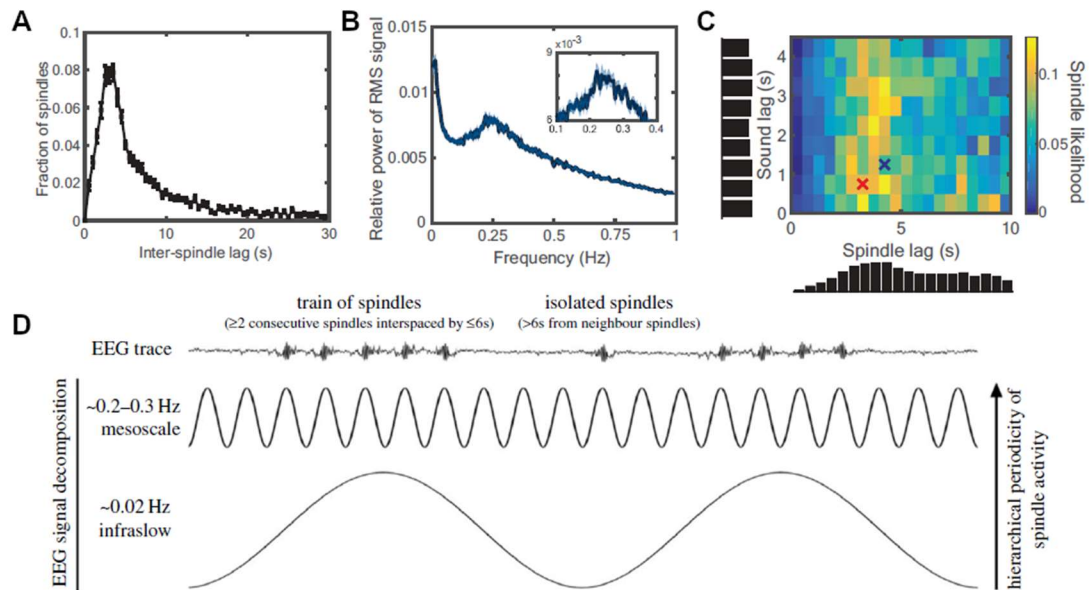 A
0.1
0.08
0.06
0.04
0.02
0
Fraction of spindles
0 10 20 30
Inter-spindle lag (s)
B
0.015
0.01
0.005
0
Relative power of RMS signal
0 0.25 0.5 0.75 1
Frequency (Hz)
×10⁻³
9
6
0.1 0.2 0.3 0.4
C
4
3
2
1
0
Sound lag (s)
0 5 10
Spindle lag (s)
0.1
0.05
0
Spindle likelihood
D
train of spindles
(≥2 consecutive spindles interspaced by ≤6s)
isolated spindles
(>6s from neighbour spindles)
EEG trace
EEG signal decomposition
~0.2–0.3 Hz
mesoscale
~0.02 Hz
infraslow
hierarchical periodicity of
spindle activity